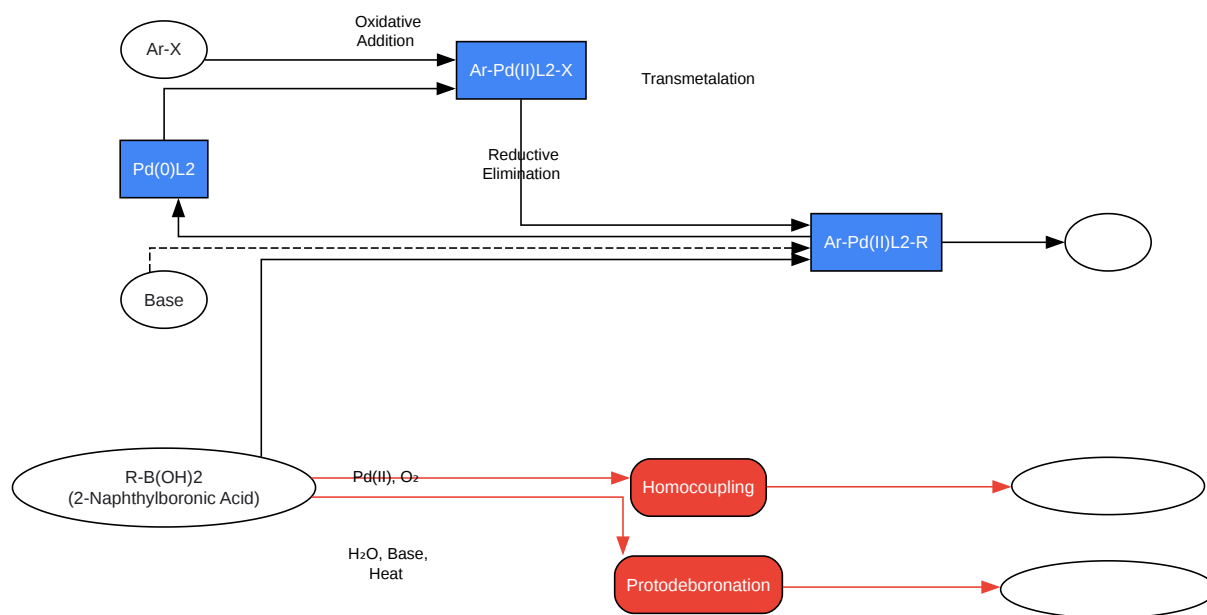 Oxidative
Addition
Ar-X
Ar-Pd(II)L2-X
Transmetalation
Pd(0)L2
Reductive
Elimination
Ar-Pd(II)L2-R
Base
R-B(OH)2
(2-Naphthylboronic Acid)
Pd(II), O₂
Homocoupling
H₂O, Base,
Heat
Protodeboronation